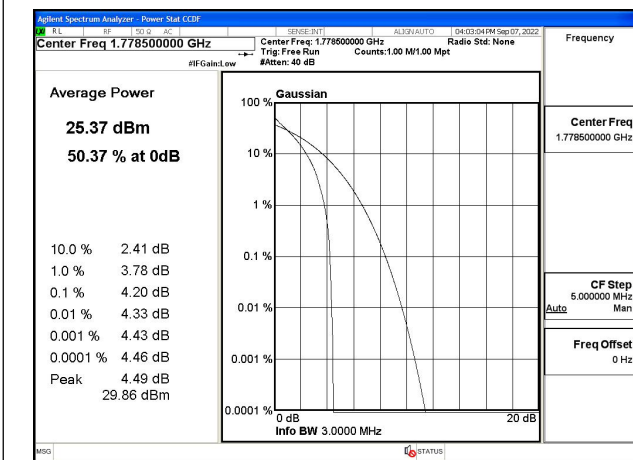 Agilent Spectrum Analyzer - Power Stat CCDF
LXI RL RF 50 Ω AC SENSE:INT ALIGN AUTO 04:03:04 PM Sep 07, 2022
Center Freq 1.778500000 GHz
Center Freq: 1.778500000 GHz Radio Std: None
Trig: Free Run Counts:1.00 M/1.00 Mpt
#IFGain:Low #Atten: 40 dB
Frequency
Average Power
25.37 dBm
50.37 % at 0dB
10.0 % 2.41 dB
1.0 % 3.78 dB
0.1 % 4.20 dB
0.01 % 4.33 dB
0.001 % 4.43 dB
0.0001 % 4.46 dB
Peak 4.49 dB
29.86 dBm
Gaussian
100 %
10 %
1 %
0.1 %
0.01 %
0.001 %
0.0001 %
0 dB 20 dB
Info BW 3.0000 MHz
Center Freq
1.778500000 GHz
CF Step
5.000000 MHz
Auto Man
Freq Offset
0 Hz
MSG STATUS